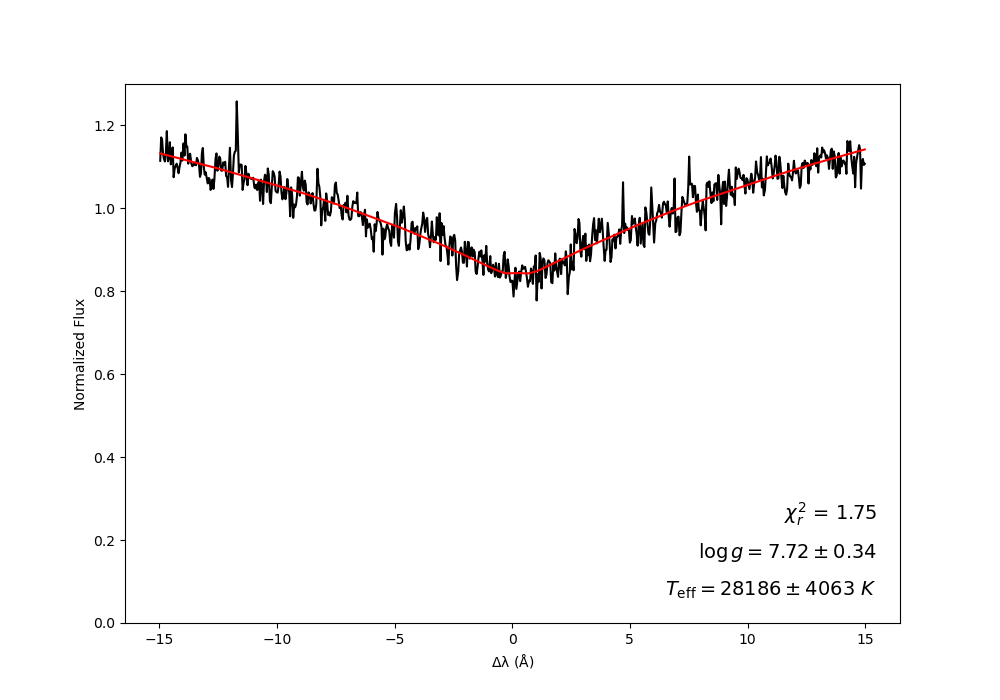 1.2
1.0
0.8
0.6
0.4
0.2
0.0
Normalized Flux
χ²ᵣ = 1.75
log g = 7.72 ± 0.34
T_eff = 28186 ± 4063 K
−15 −10 −5 0 5 10 15
Δλ (Å)